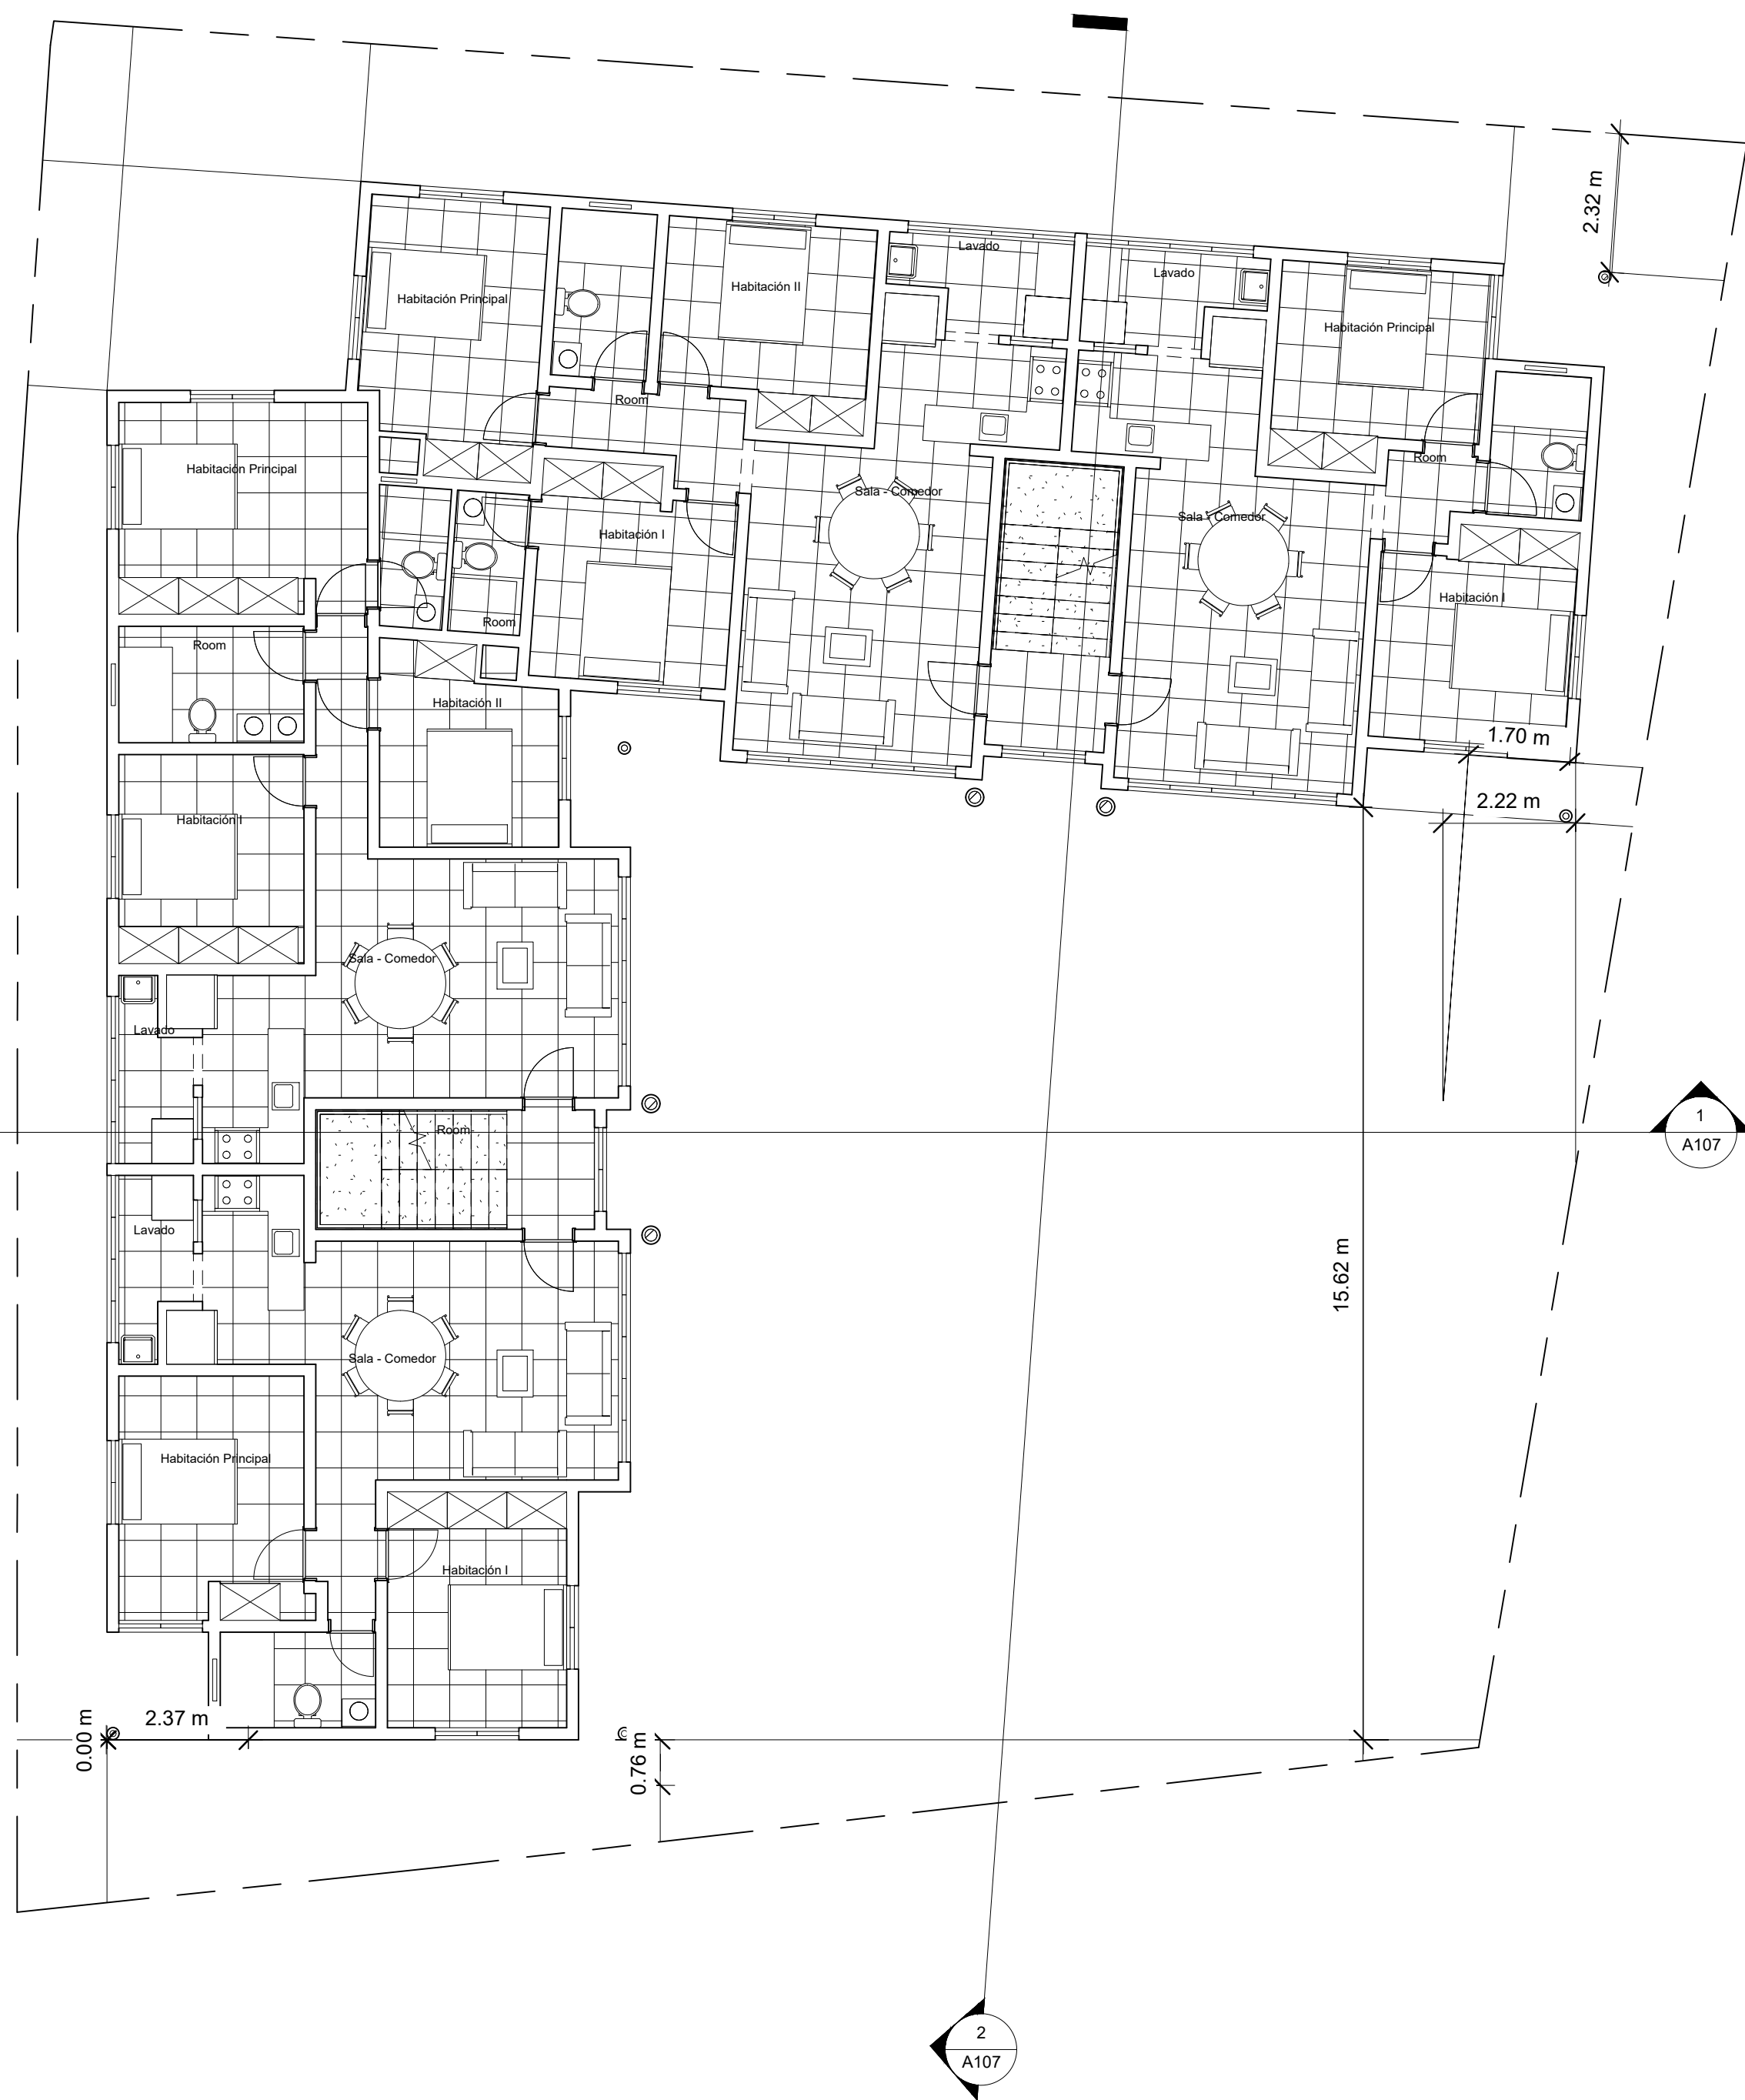 2.32 m
Lavado
Lavado
Habitación II
Habitación Principal
Habitación Principal
Room
Room
Habitación Principal
Sala - Comedor
Sala - Comedor
Habitación I
Habitación I
Room
Room
Habitación II
1.70 m
2.22 m
Habitación I
Sala - Comedor
Lavado
Room
1
A107
Lavado
15.62 m
Sala - Comedor
Habitación Principal
Habitación I
0.00 m
2.37 m
0.76 m
2
A107